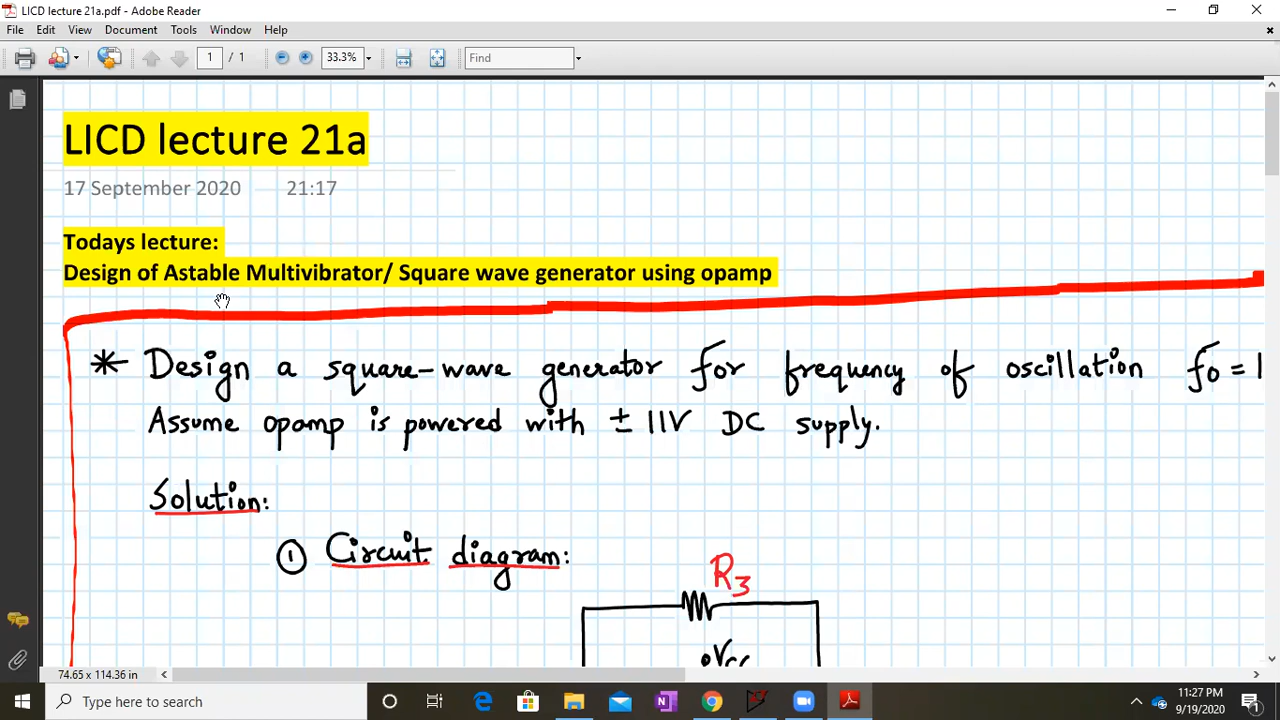 LICD lecture 21a.pdf - Adobe Reader
File Edit View Document Tools Window Help
1 / 1 33.3% Find
LICD lecture 21a
17 September 2020 21:17
Todays lecture:
Design of Astable Multivibrator/ Square wave generator using opamp
* Design a square-wave generator for frequency of oscillation fo = 1
Assume opamp is powered with ± 11V DC supply.
Solution:
① Circuit diagram:
R3
Vcc
74.65 x 114.36 in
Type here to search
11:27 PM
9/19/2020
1